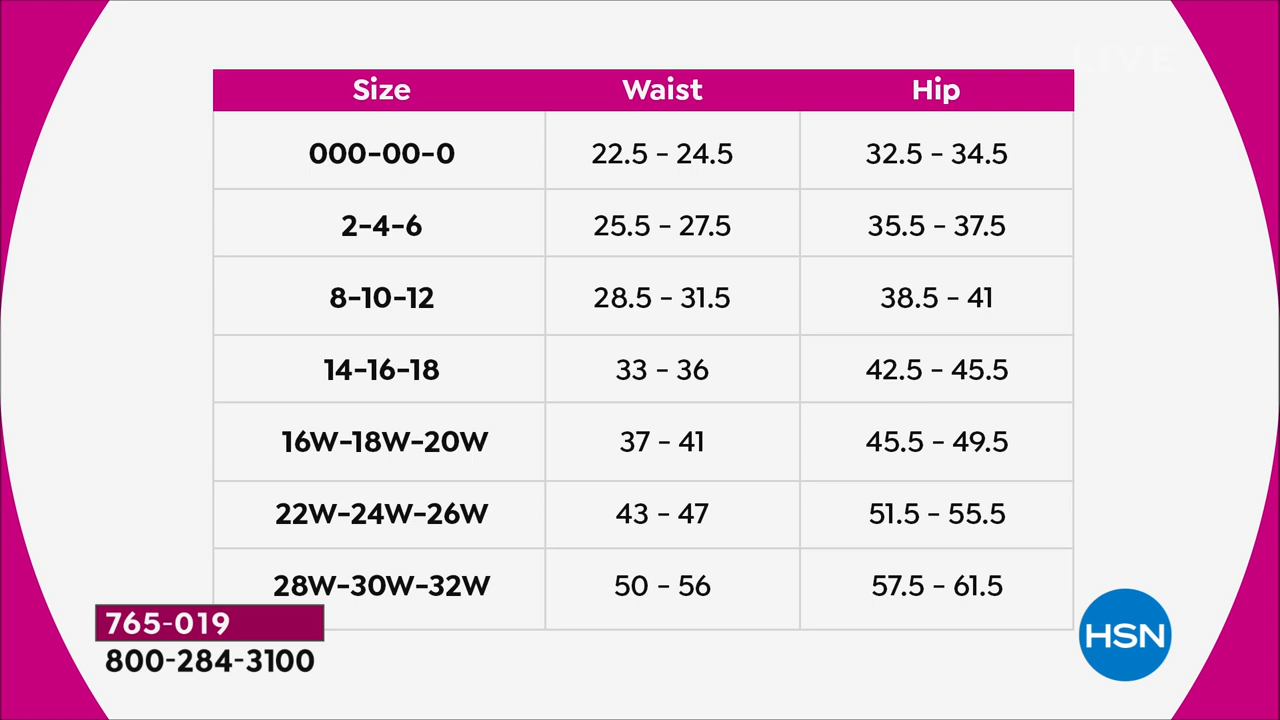 LIVE
Size Waist Hip
000-00-0 22.5 - 24.5 32.5 - 34.5
2-4-6 25.5 - 27.5 35.5 - 37.5
8-10-12 28.5 - 31.5 38.5 - 41
14-16-18 33 - 36 42.5 - 45.5
16W-18W-20W 37 - 41 45.5 - 49.5
22W-24W-26W 43 - 47 51.5 - 55.5
28W-30W-32W 50 - 56 57.5 - 61.5
765-019
800-284-3100
HSN